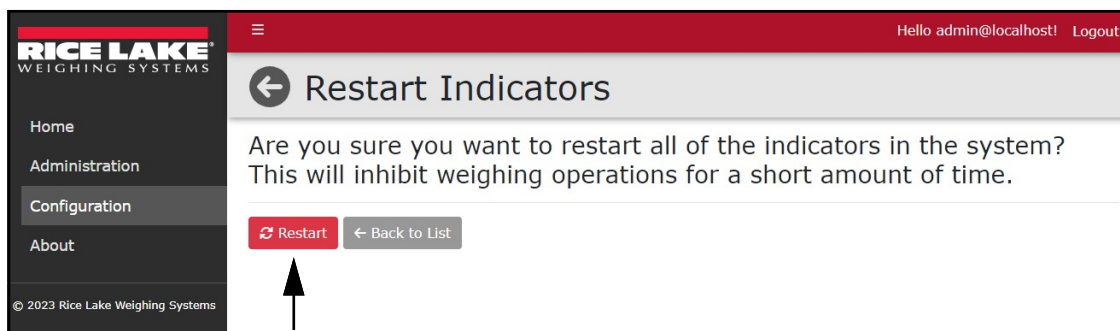 RICE LAKE®
WEIGHING SYSTEMS
Home
Administration
Configuration
About
© 2023 Rice Lake Weighing Systems
Hello admin@localhost! Logout
Restart Indicators
Are you sure you want to restart all of the indicators in the system?
This will inhibit weighing operations for a short amount of time.
Restart
Back to List